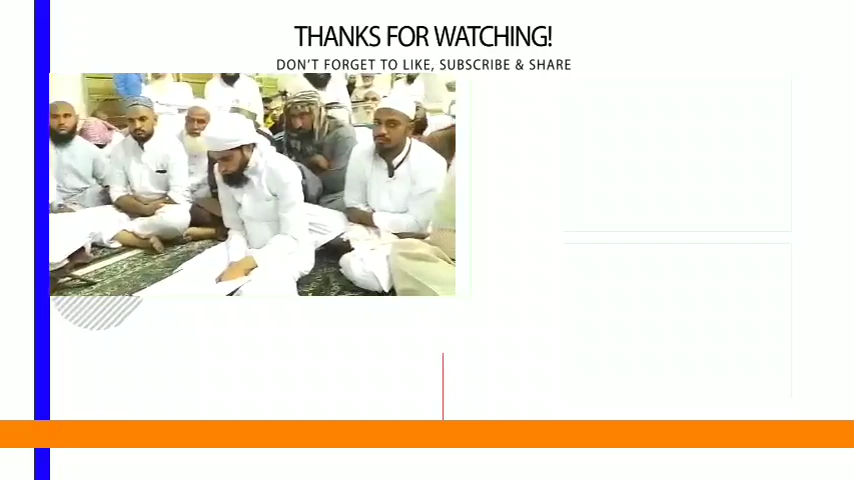 THANKS FOR WATCHING!
DON'T FORGET TO LIKE, SUBSCRIBE & SHARE